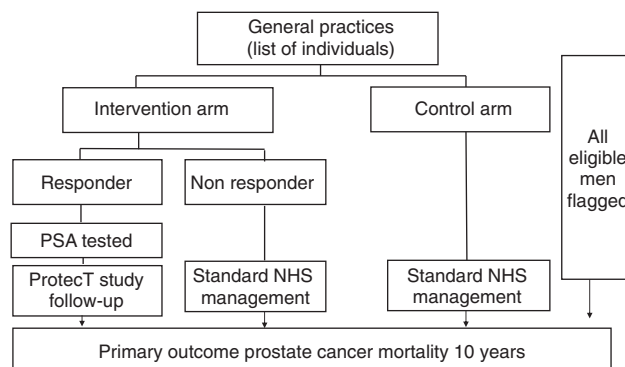 General practices
(list of individuals)
Intervention arm
Control arm
All
eligible
men
flagged
Responder
Non responder
PSA tested
ProtecT study
follow-up
Standard NHS
management
Standard NHS
management
Primary outcome prostate cancer mortality 10 years